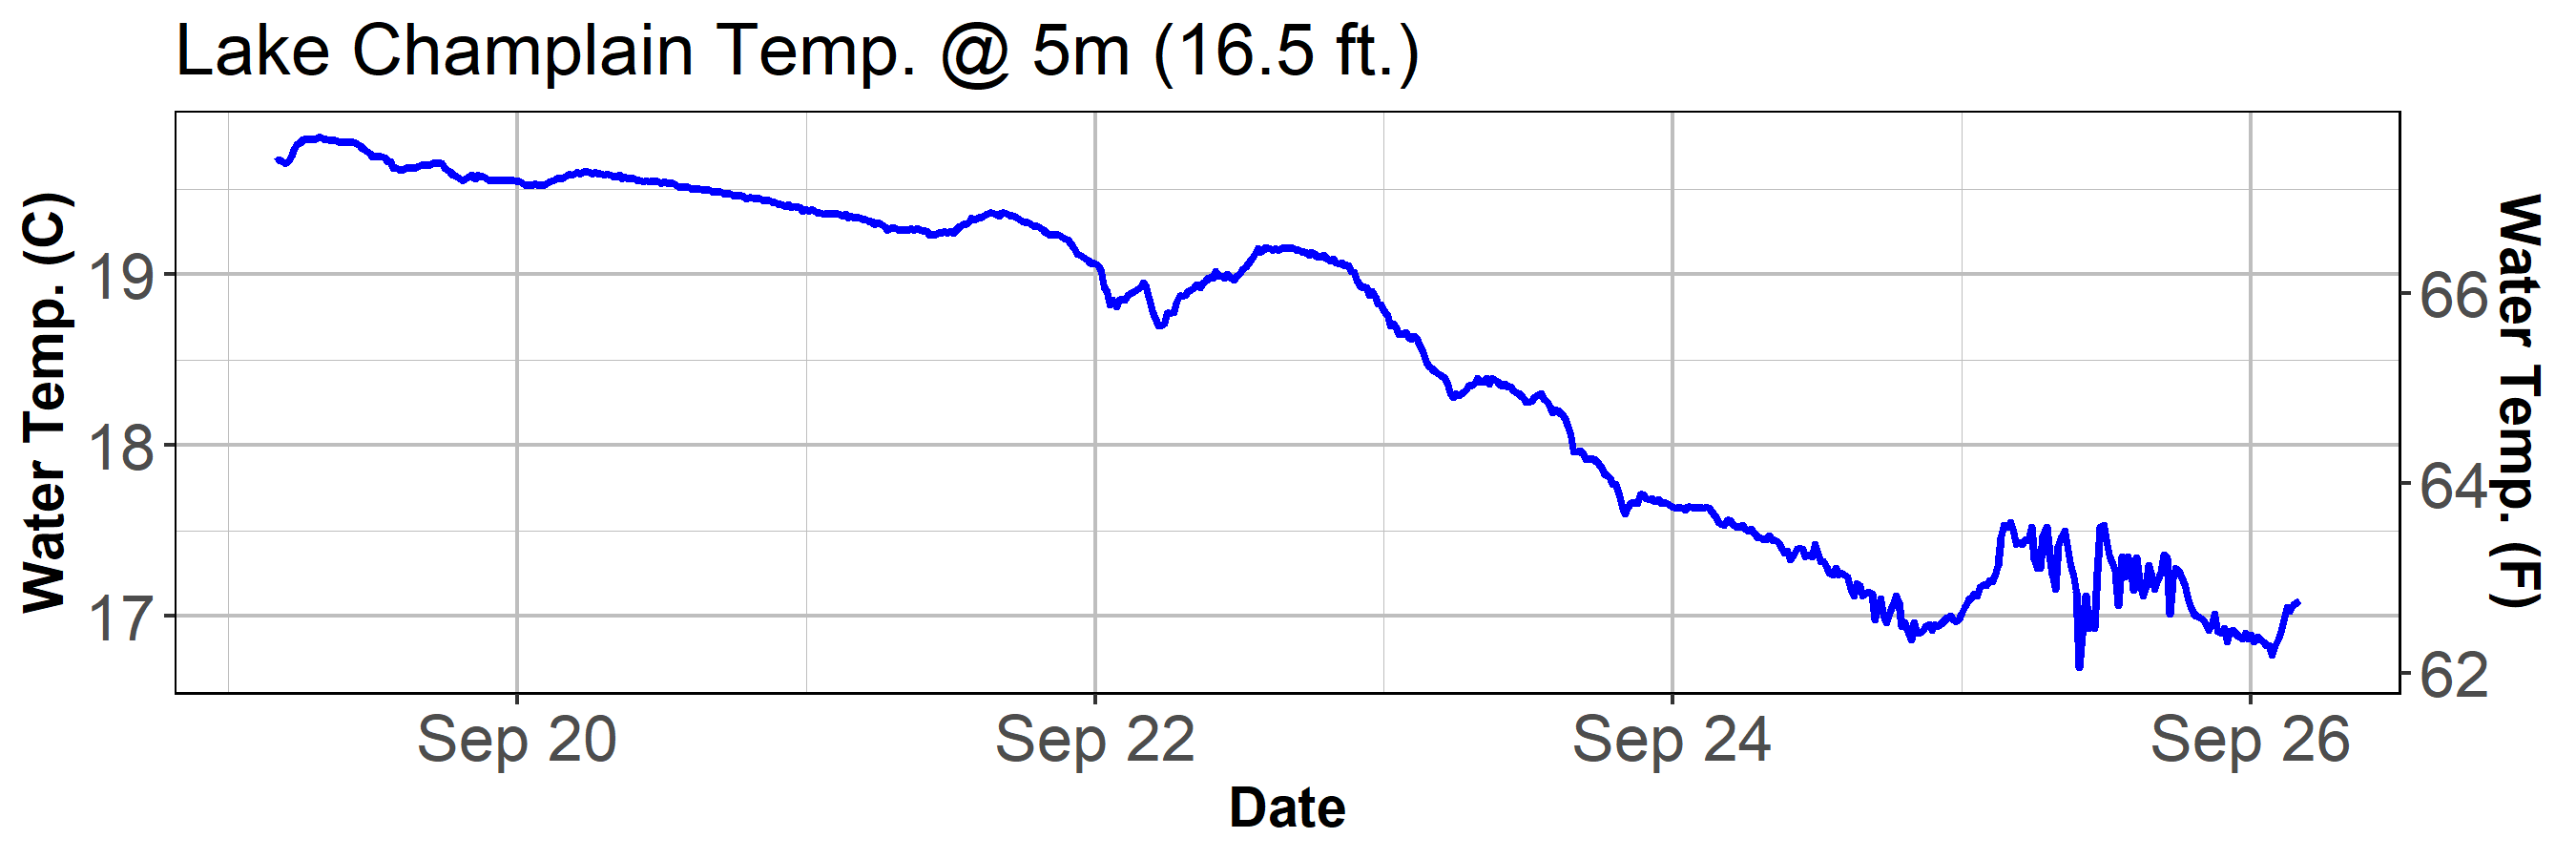 Lake Champlain Temp. @ 5m (16.5 ft.)
Water Temp. (C)
19
18
17
66
64
62
Water Temp. (F)
Sep 20
Sep 22
Sep 24
Sep 26
Date